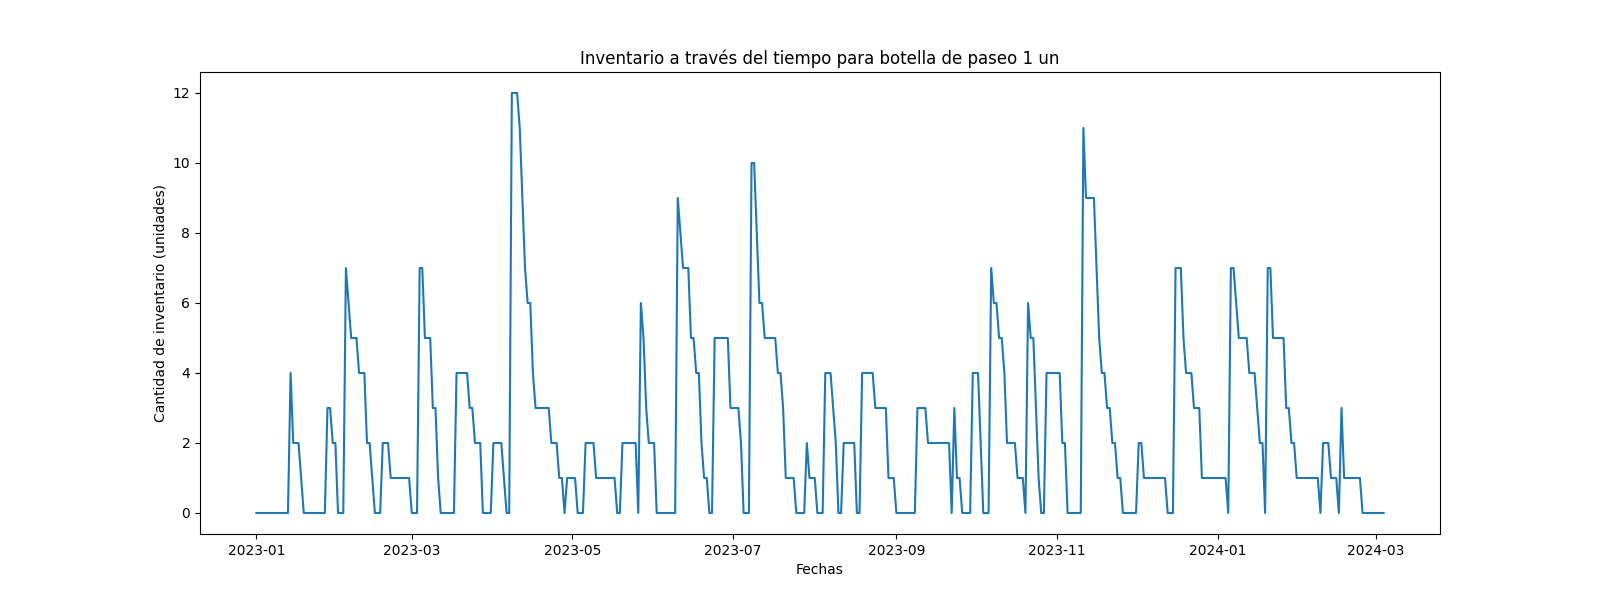 Inventario a través del tiempo para botella de paseo 1 un
Cantidad de inventario (unidades)
12
10
8
6
4
2
0
2023-01 2023-03 2023-05 2023-07 2023-09 2023-11 2024-01 2024-03
Fechas